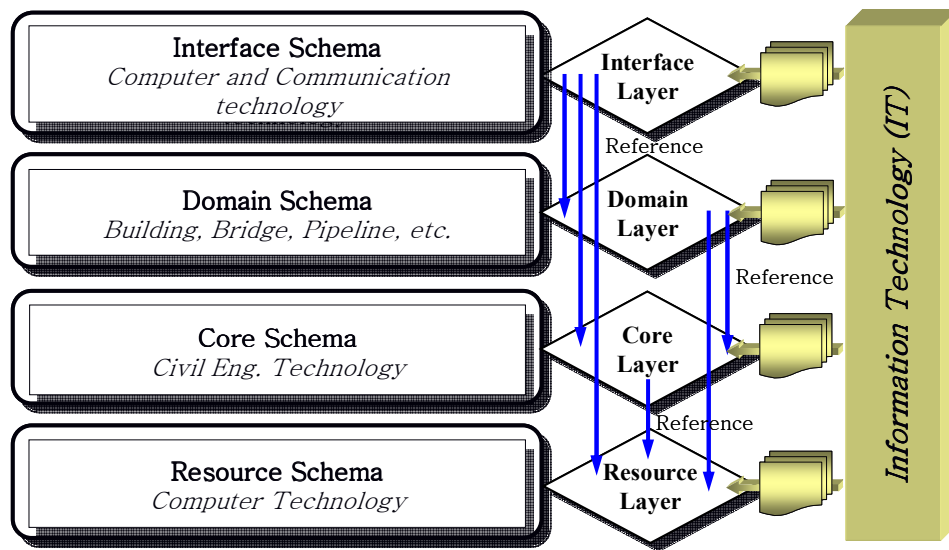 Interface Schema
Computer and Communication
technology
Interface
Layer
Reference
Domain Schema
Building, Bridge, Pipeline, etc.
Domain
Layer
Reference
Core Schema
Civil Eng. Technology
Core
Layer
Reference
Resource Schema
Computer Technology
Resource
Layer
Information Technology (IT)